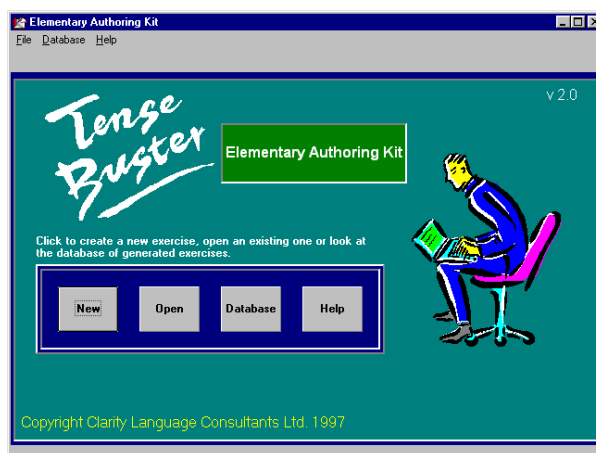 Elementary Authoring Kit
File Database Help
v 2.0
Tense
Buster
Elementary Authoring Kit
Click to create a new exercise, open an existing one or look at
the database of generated exercises.
New Open Database Help
Copyright Clarity Language Consultants Ltd. 1997